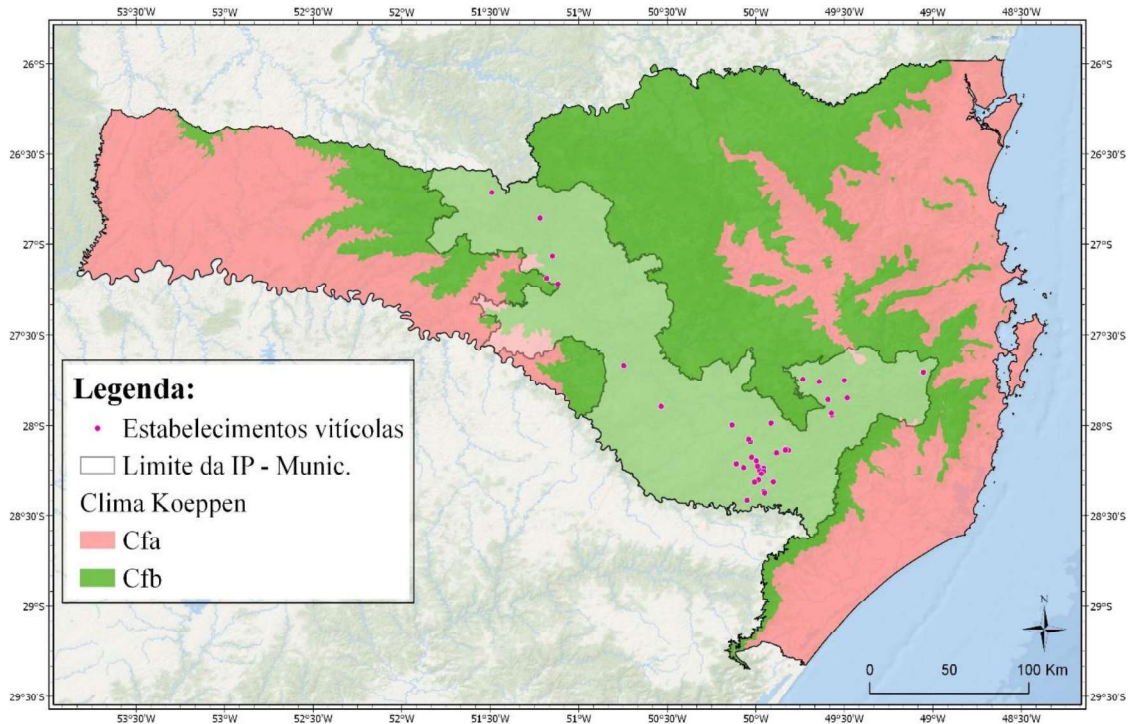 53°30'W 53°W 52°30'W 52°W 51°30'W 51°W 50°30'W 50°W 49°30'W 49°W 48°30'W
26°S 26°S
26°30'S 26°30'S
27°S 27°S
27°30'S 27°30'S
28°S 28°S
28°30'S 28°30'S
29°S 29°S
29°30'S 29°30'S
Legenda:
Estabelecimentos vitícolas
Limite da IP - Munic.
Clima Koeppen
Cfa
Cfb
N
0 50 100 Km
53°30'W 53°W 52°30'W 52°W 51°30'W 51°W 50°30'W 50°W 49°30'W 49°W 48°30'W